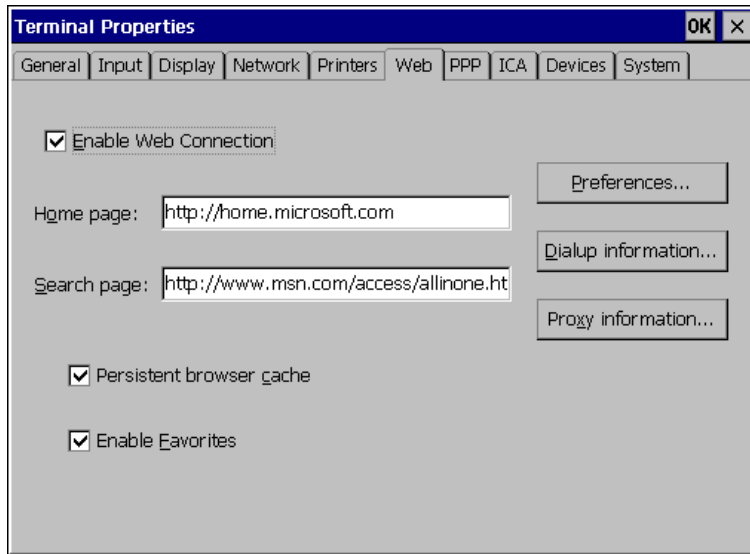 Terminal Properties OK ×
General Input Display Network Printers Web PPP ICA Devices System
Enable Web Connection
Preferences...
Home page: http://home.microsoft.com
Dialup information...
Search page: http://www.msn.com/access/allinone.ht
Proxy information...
Persistent browser cache
Enable Favorites